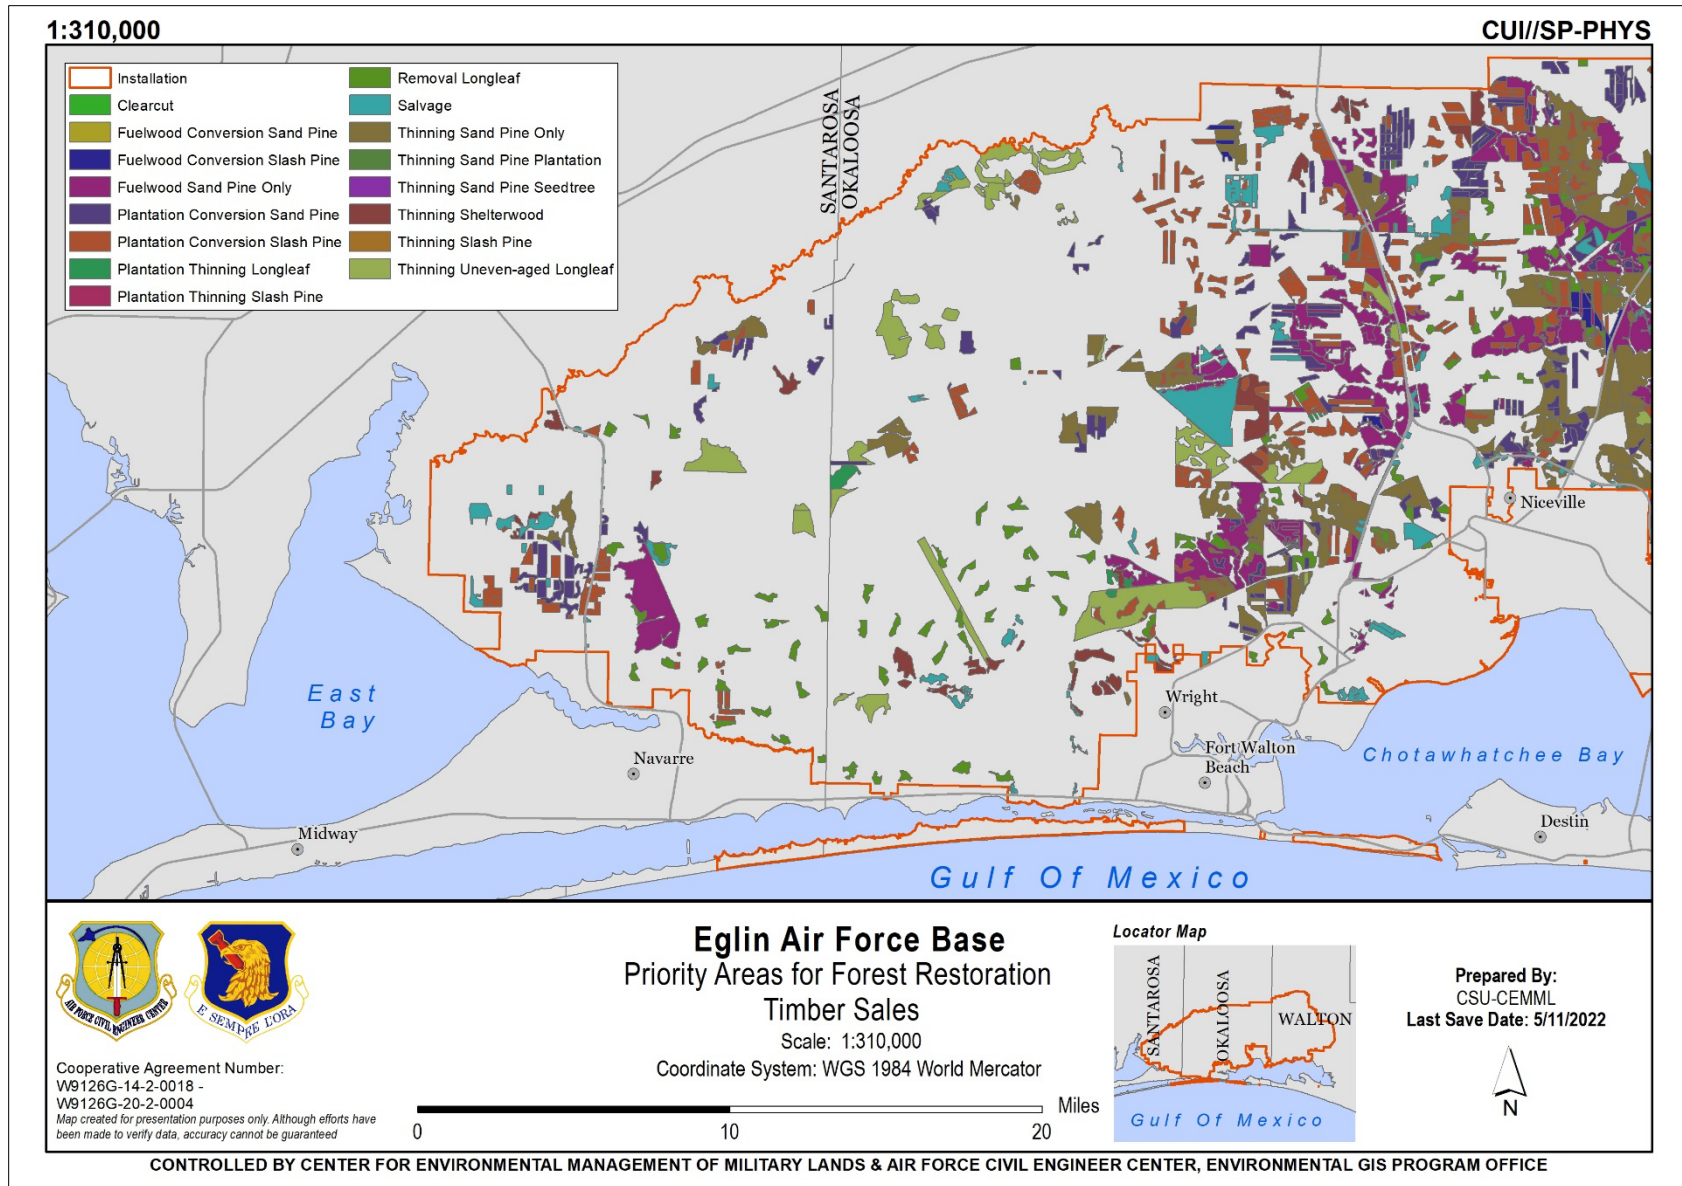 1:310,000
CUI//SP-PHYS
Installation
Clearcut
Fuelwood Conversion Sand Pine
Fuelwood Conversion Slash Pine
Fuelwood Sand Pine Only
Plantation Conversion Sand Pine
Plantation Conversion Slash Pine
Plantation Thinning Longleaf
Plantation Thinning Slash Pine
Removal Longleaf
Salvage
Thinning Sand Pine Only
Thinning Sand Pine Plantation
Thinning Sand Pine Seedtree
Thinning Shelterwood
Thinning Slash Pine
Thinning Uneven-aged Longleaf
SANTAROSA
OKALOOSA
Niceville
East
Bay
Wright
Navarre
Fort Walton
Beach
Chotawhatchee Bay
Midway
Destin
Gulf Of Mexico
AIR FORCE CIVIL ENGINEER CENTER
E SEMPRE L'ORA
Cooperative Agreement Number:
W9126G-14-2-0018 -
W9126G-20-2-0004
Map created for presentation purposes only. Although efforts have
been made to verify data, accuracy cannot be guaranteed
Eglin Air Force Base
Priority Areas for Forest Restoration
Timber Sales
Scale: 1:310,000
Coordinate System: WGS 1984 World Mercator
Miles
0 10 20
Locator Map
SANTAROSA
OKALOOSA
WALTON
Gulf Of Mexico
Prepared By:
CSU-CEMML
Last Save Date: 5/11/2022
N
CONTROLLED BY CENTER FOR ENVIRONMENTAL MANAGEMENT OF MILITARY LANDS & AIR FORCE CIVIL ENGINEER CENTER, ENVIRONMENTAL GIS PROGRAM OFFICE